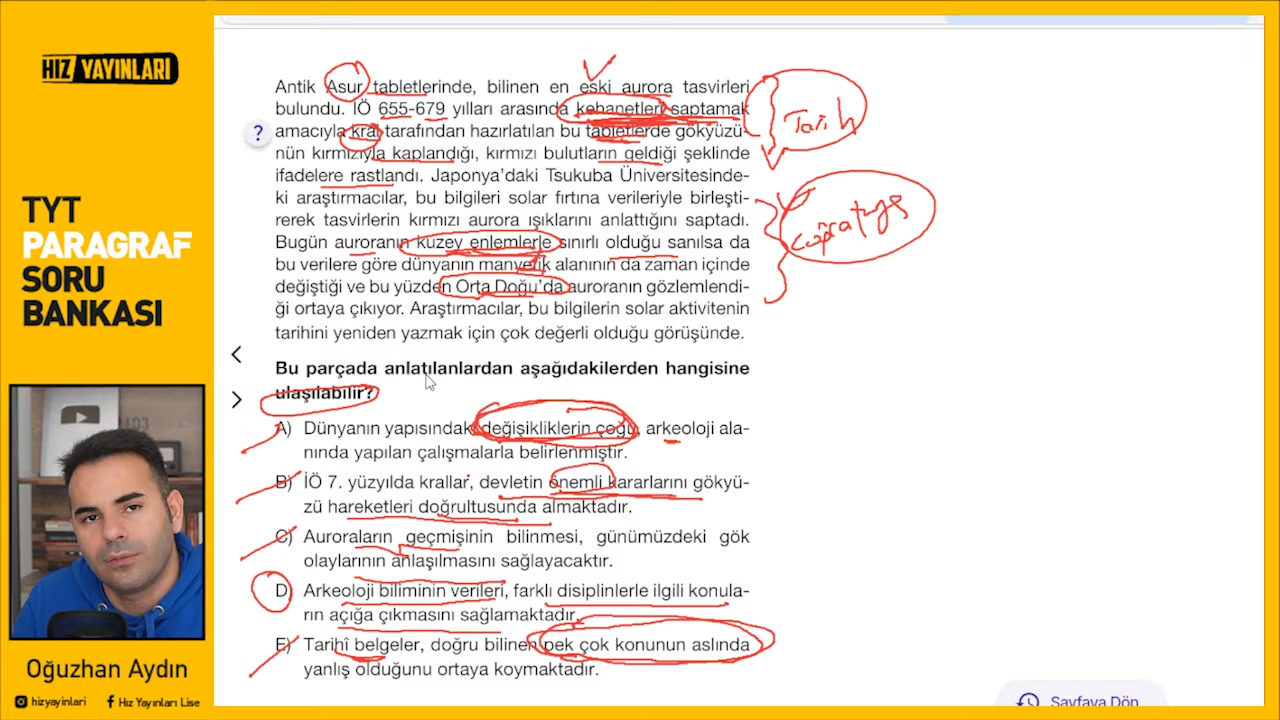 HIZ YAYINLARI
TYT
PARAGRAF
SORU
BANKASI
Oğuzhan Aydın
hizyayinlari
Hız Yayınları Lise
Antik Asur tabletlerinde, bilinen en eski aurora tasvirleri
bulundu. İÖ 655-679 yılları arasında kehanetleri saptamak
amacıyla kral tarafından hazırlatılan bu tabletlerde gökyüzü-
nün kırmızıyla kaplandığı, kırmızı bulutların geldiği şeklinde
ifadelere rastlandı. Japonya'daki Tsukuba Üniversitesinde-
ki araştırmacılar, bu bilgileri solar fırtına verileriyle birleşti-
rerek tasvirlerin kırmızı aurora ışıklarını anlattığını saptadı.
Bugün auroranın kuzey enlemlerle sınırlı olduğu sanılsa da
bu verilere göre dünyanın manyetik alanının da zaman içinde
değiştiği ve bu yüzden Orta Doğu'da auroranın gözlemlendi-
ği ortaya çıkıyor. Araştırmacılar, bu bilgilerin solar aktivitenin
tarihini yeniden yazmak için çok değerli olduğu görüşünde.
Tarih
Coğrafya
?
Bu parçada anlatılanlardan aşağıdakilerden hangisine
ulaşılabilir?
A) Dünyanın yapısındaki değişikliklerin çoğu, arkeoloji ala-
nında yapılan çalışmalarla belirlenmiştir.
B) İÖ 7. yüzyılda krallar, devletin önemli kararlarını gökyü-
zü hareketleri doğrultusunda almaktadır.
C) Auroraların geçmişinin bilinmesi, günümüzdeki gök
olaylarının anlaşılmasını sağlayacaktır.
D) Arkeoloji biliminin verileri, farklı disiplinlerle ilgili konula-
rın açığa çıkmasını sağlamaktadır.
E) Tarihî belgeler, doğru bilinen pek çok konunun aslında
yanlış olduğunu ortaya koymaktadır.
Sayfaya Dön